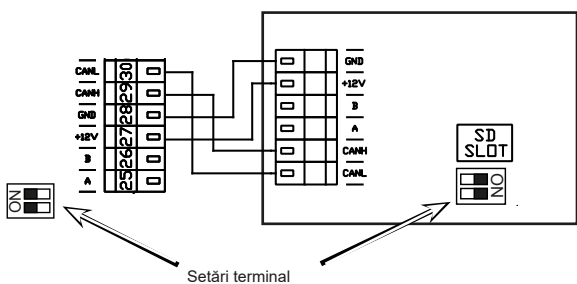 CANL 30
CANH 29
GND 28
+12V 27
B 26
A 25
GND
+12V
B
A
CANH
CANL
SD
SLOT
ON
ON
Setări terminal